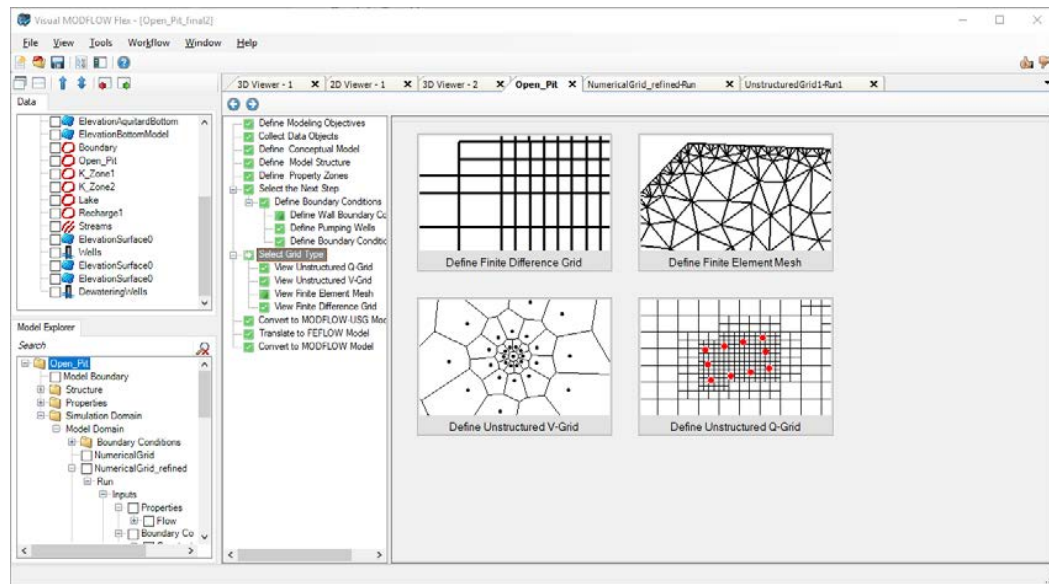 Visual MODFLOW Flex - [Open_Pit_final2]
File View Tools Workflow Window Help
Data
ElevationAquitardBottom
ElevationBottomModel
Boundary
Open_Pit
K_Zone1
K_Zone2
Lake
Recharge1
Streams
ElevationSurface0
Wells
ElevationSurface0
ElevationSurface0
DewateringWells
Model Explorer
Search
Open_Pit
Model Boundary
Structure
Properties
Simulation Domain
Model Domain
Boundary Conditions
NumericalGrid
NumericalGrid_refined
Run
Inputs
Properties
Flow
Boundary Co
3D Viewer - 1 2D Viewer - 1 3D Viewer - 2 Open_Pit NumericalGrid_refined-Run UnstructuredGrid1-Run1
Define Modeling Objectives
Collect Data Objects
Define Conceptual Model
Define Model Structure
Define Property Zones
Select the Next Step
Define Boundary Conditions
Define Wall Boundary Co
Define Pumping Wells
Define Boundary Conditic
Select Grid Type
View Unstructured Q-Grid
View Unstructured V-Grid
View Finite Element Mesh
View Finite Difference Grid
Convert to MODFLOW-USG Moc
Translate to FEFLOW Model
Convert to MODFLOW Model
Define Finite Difference Grid
Define Finite Element Mesh
Define Unstructured V-Grid
Define Unstructured Q-Grid